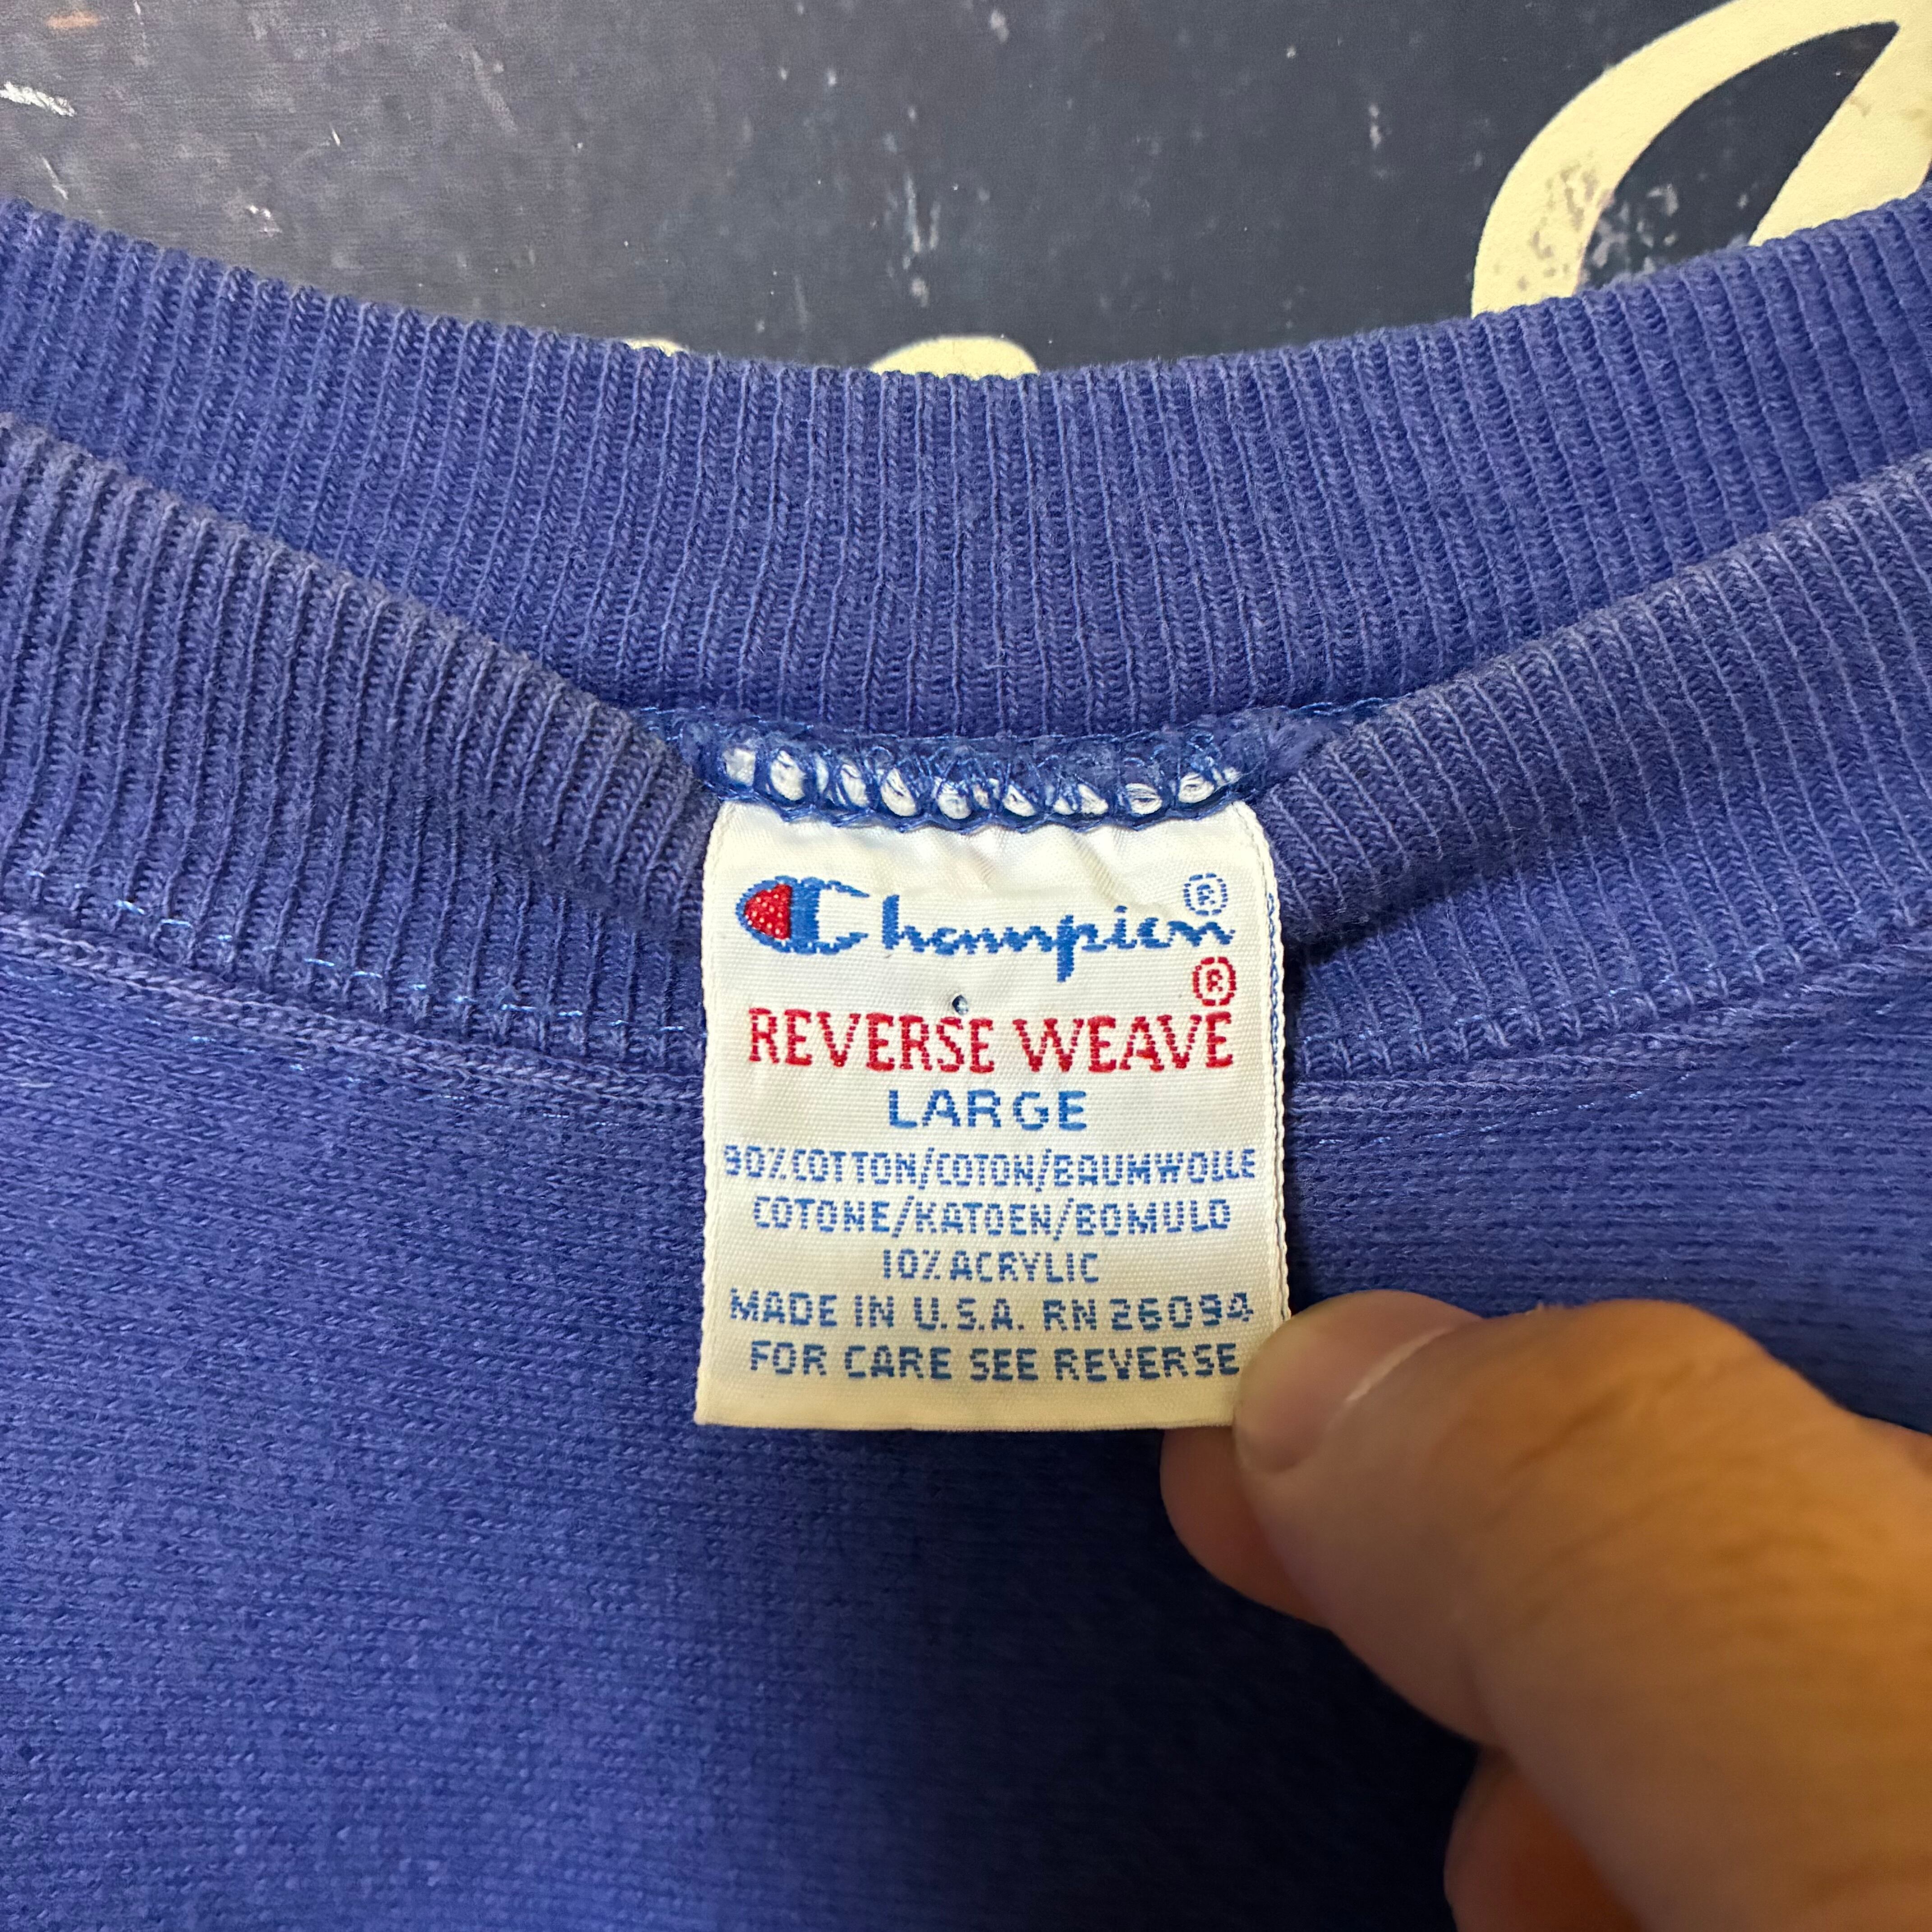 Champion®
REVERSE WEAVE®
LARGE
90% COTTON/COTON/BAUMWOLLE
COTONE/KATOEN/BOMULD
10% ACRYLIC
MADE IN U.S.A. RN 26094
FOR CARE SEE REVERSE